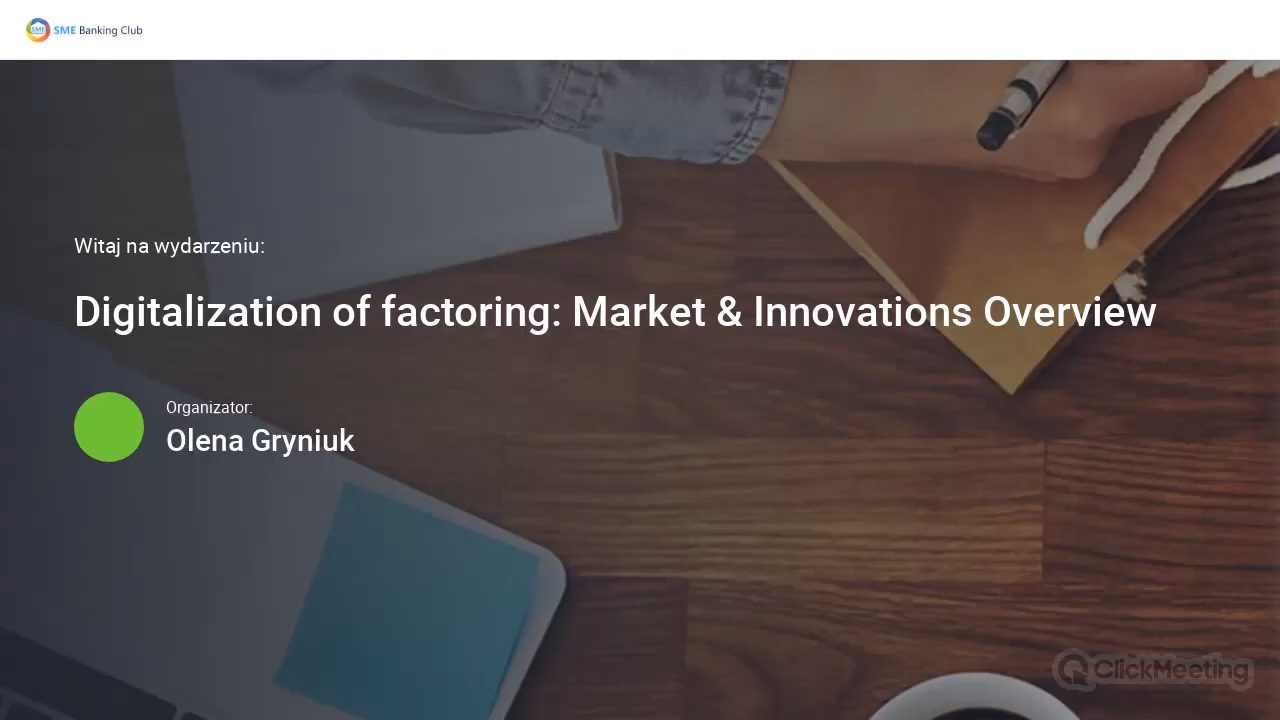 SME Banking Club
Witaj na wydarzeniu:
Digitalization of factoring: Market & Innovations Overview
Organizator:
Olena Gryniuk
ClickMeeting